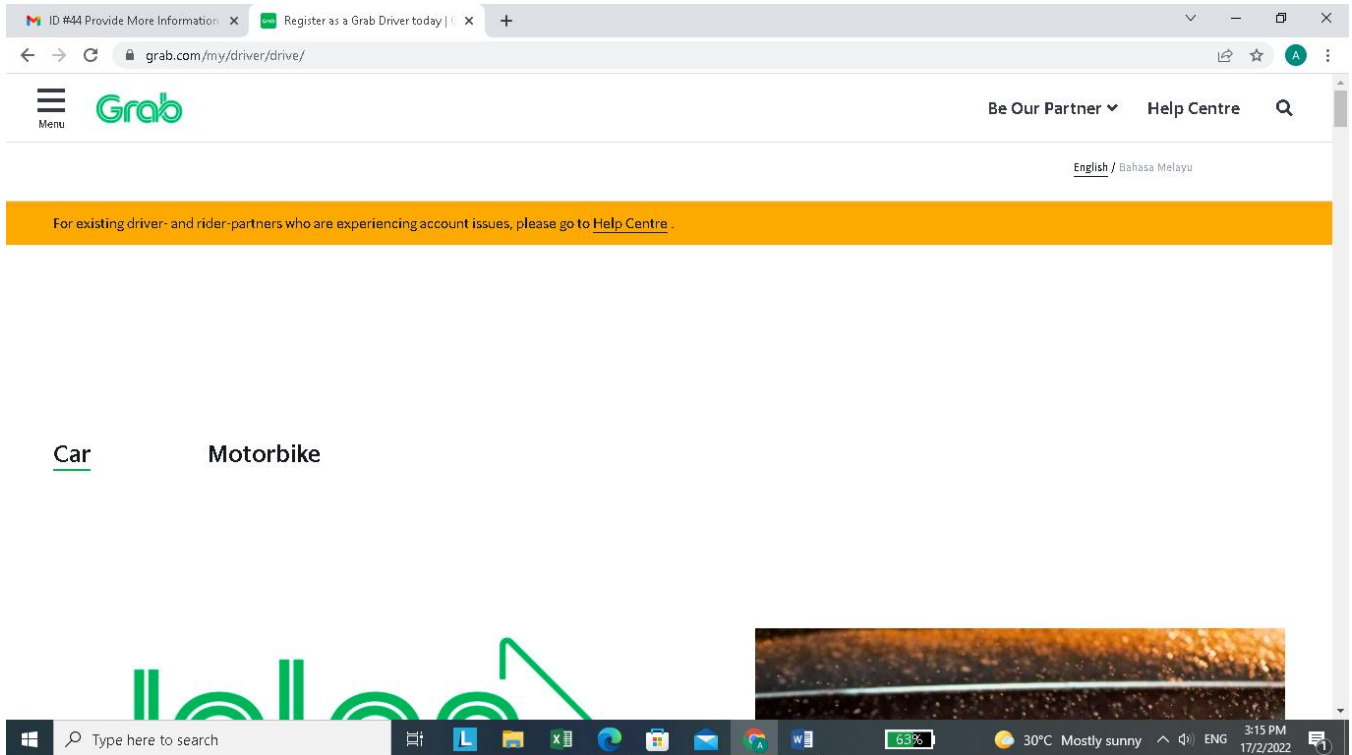 ID #44 Provide More Information
Register as a Grab Driver today |
grab.com/my/driver/drive/
A
Menu
Grab
Be Our Partner
Help Centre
English / Bahasa Melayu
For existing driver- and rider-partners who are experiencing account issues, please go to Help Centre .
Car
Motorbike
Type here to search
63%
30°C Mostly sunny
ENG
3:15 PM
17/2/2022